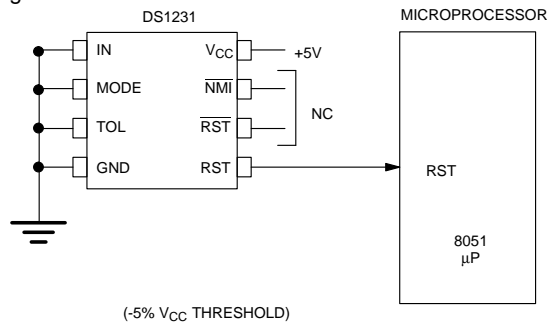 DS1231
MICROPROCESSOR
IN
MODE
TOL
GND
VCC
NMI
RST
RST
+5V
NC
RST
8051
µP
(-5% VCC THRESHOLD)